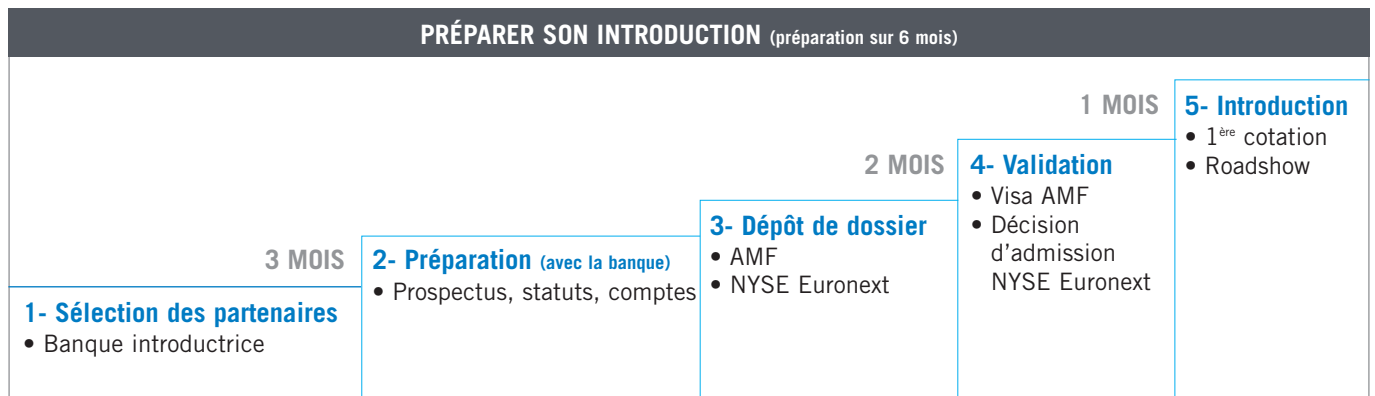 PRÉPARER SON INTRODUCTION (préparation sur 6 mois)
3 MOIS
2 MOIS
1 MOIS
1- Sélection des partenaires
• Banque introductrice
2- Préparation (avec la banque)
• Prospectus, statuts, comptes
3- Dépôt de dossier
• AMF
• NYSE Euronext
4- Validation
• Visa AMF
• Décision
d’admission
NYSE Euronext
5- Introduction
• 1ère cotation
• Roadshow